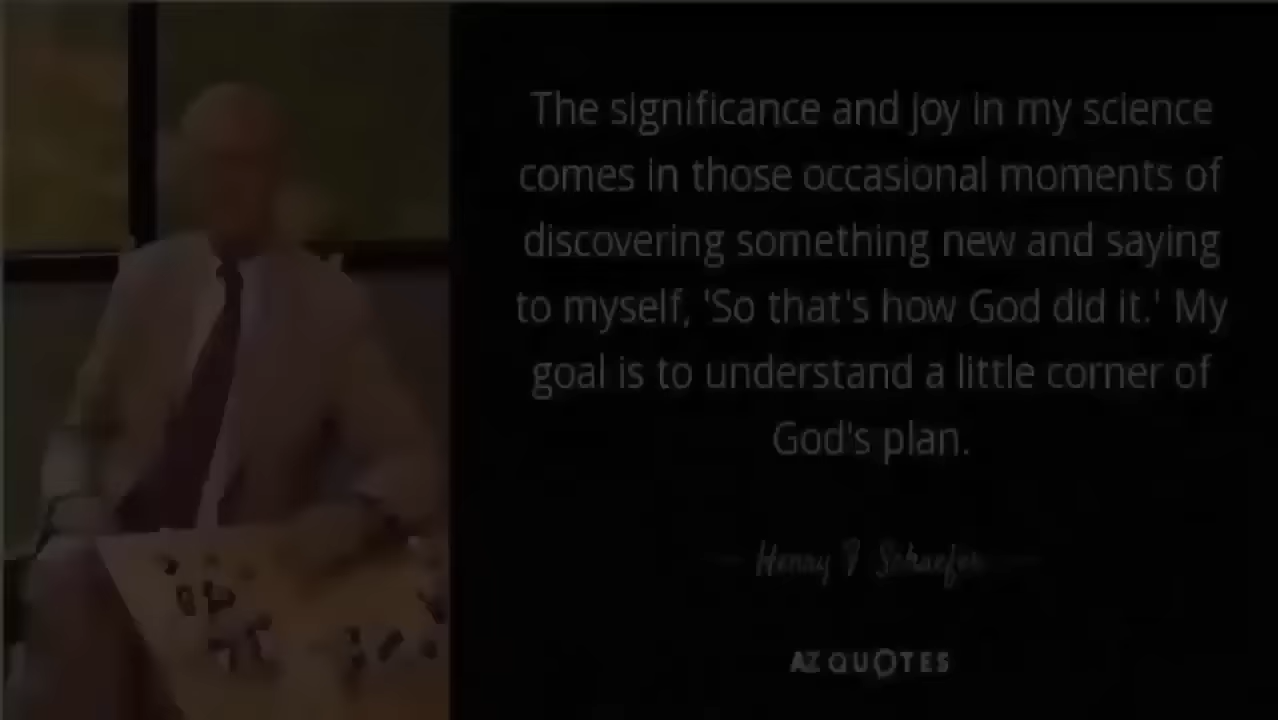 The significance and joy in my science
comes in those occasional moments of
discovering something new and saying
to myself, 'So that's how God did it.' My
goal is to understand a little corner of
God's plan.
Henry F Schaefer
AZ QUOTES